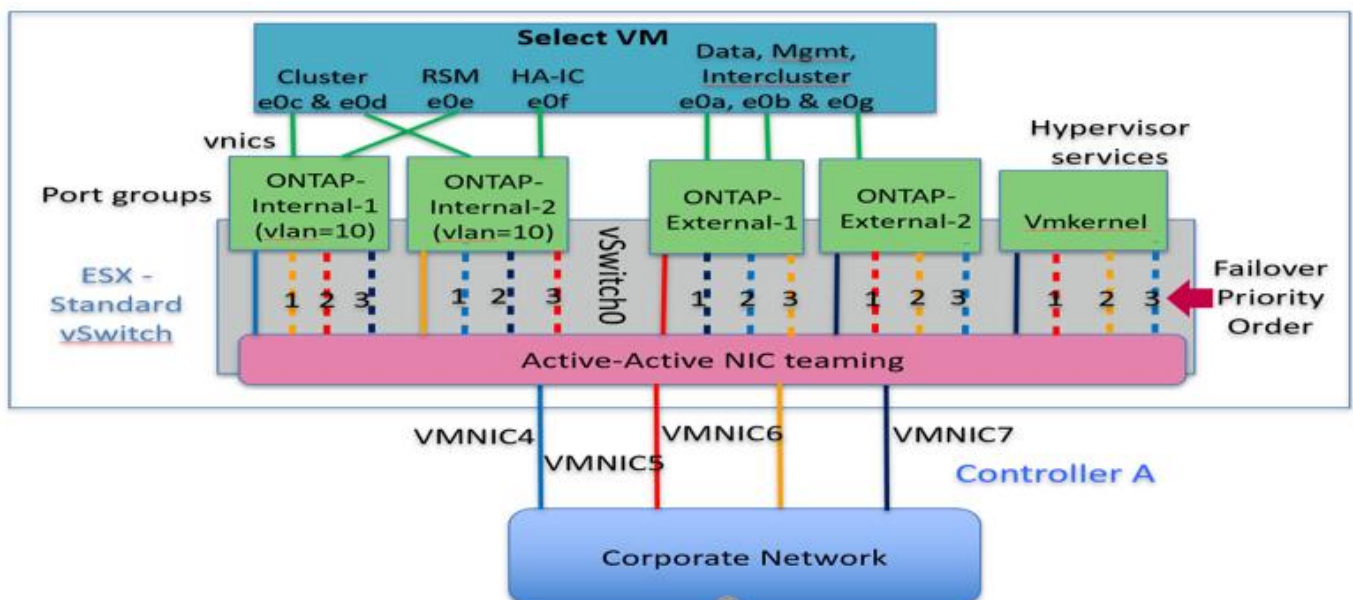 Select VM
Cluster
e0c & e0d
RSM
e0e
HA-IC
e0f
Data, Mgmt,
Intercluster
e0a, e0b & e0g
vnics
Hypervisor
services
Port groups
ONTAP-
Internal-1
(vlan=10)
ONTAP-
Internal-2
(vlan=10)
ONTAP-
External-1
ONTAP-
External-2
Vmkernel
ESX -
Standard
vSwitch
vSwitch0
1 2 3
1 2 3
1 2 3
1 2 3
1 2 3
Failover
Priority
Order
Active-Active NIC teaming
VMNIC4
VMNIC5
VMNIC6
VMNIC7
Controller A
Corporate Network